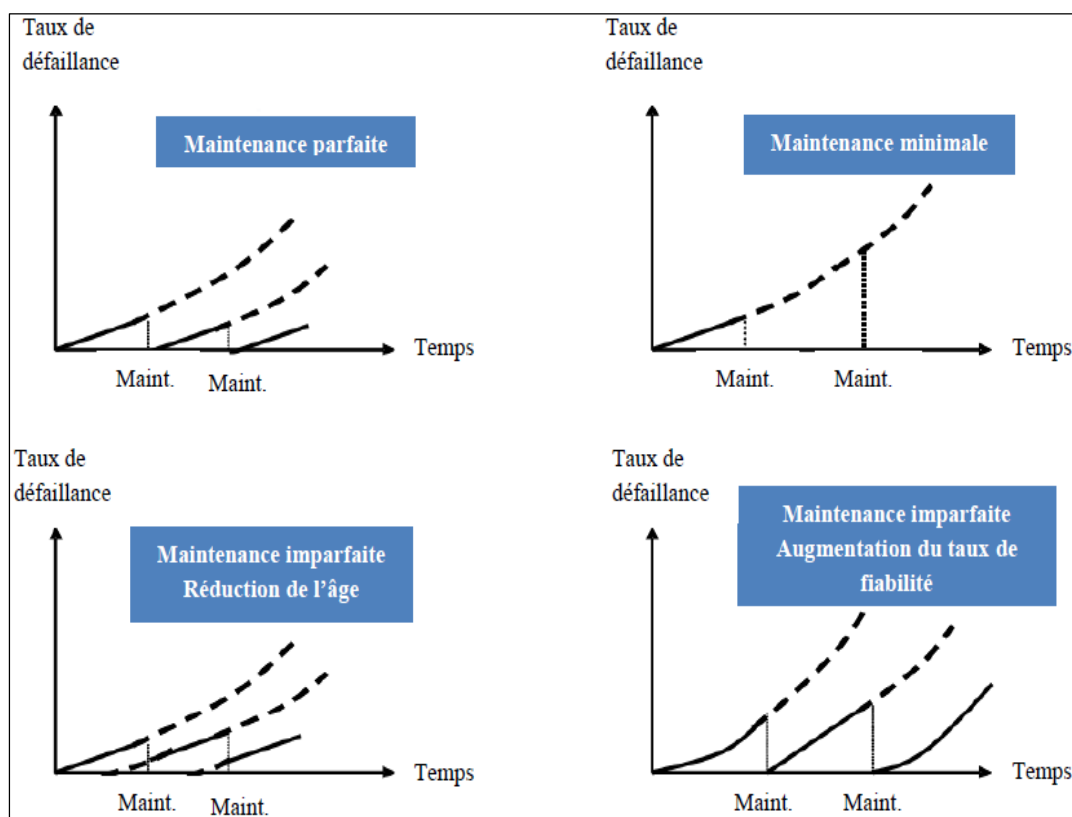 Taux de
défaillance
Maintenance parfaite
Temps
Maint.
Maint.
Taux de
défaillance
Maintenance minimale
Temps
Maint.
Maint.
Taux de
défaillance
Maintenance imparfaite
Réduction de l’âge
Temps
Maint.
Maint.
Taux de
défaillance
Maintenance imparfaite
Augmentation du taux de
fiabilité
Temps
Maint.
Maint.